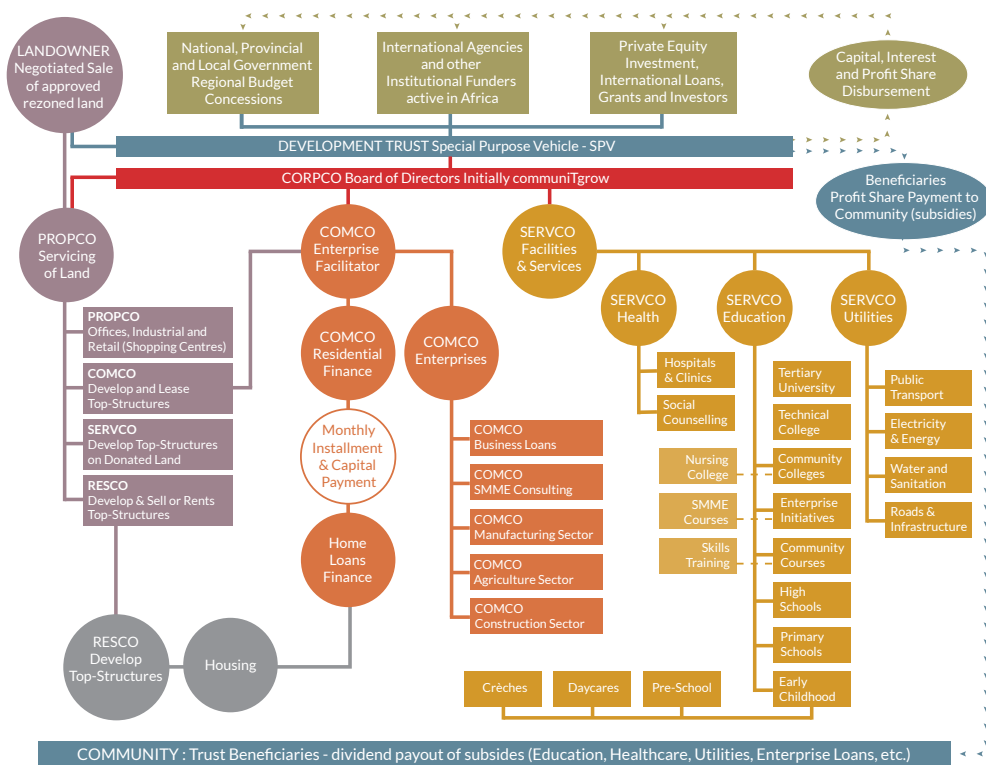 LANDOWNER
Negotiated Sale
of approved
rezoned land
National, Provincial
and Local Government
Regional Budget
Concessions
International Agencies
and other
Institutional Funders
active in Africa
Private Equity
Investment,
International Loans,
Grants and Investors
Capital, Interest
and Profit Share
Disbursement
DEVELOPMENT TRUST Special Purpose Vehicle - SPV
CORPCO Board of Directors Initially communiTgrow
Beneficiaries
Profit Share Payment to
Community (subsidies)
PROPCO
Servicing
of Land
COMCO
Enterprise
Facilitator
SERVCO
Facilities
& Services
PROPCO
Offices, Industrial and
Retail (Shopping Centres)
COMCO
Develop and Lease
Top-Structures
SERVCO
Develop Top-Structures
on Donated Land
RESCO
Develop & Sell or Rents
Top-Structures
COMCO
Residential
Finance
COMCO
Enterprises
Monthly
Installment
& Capital
Payment
Home
Loans
Finance
COMCO
Business Loans
COMCO
SMME Consulting
COMCO
Manufacturing Sector
COMCO
Agriculture Sector
COMCO
Construction Sector
SERVCO
Health
SERVCO
Education
SERVCO
Utilities
Hospitals
& Clinics
Social
Counselling
Tertiary
University
Technical
College
Nursing
College
Community
Colleges
SMME
Courses
Enterprise
Initiatives
Skills
Training
Community
Courses
High
Schools
Primary
Schools
Early
Childhood
Public
Transport
Electricity
& Energy
Water and
Sanitation
Roads &
Infrastructure
RESCO
Develop
Top-Structures
Housing
Crèches
Daycares
Pre-School
COMMUNITY : Trust Beneficiaries - dividend payout of subsides (Education, Healthcare, Utilities, Enterprise Loans, etc.)